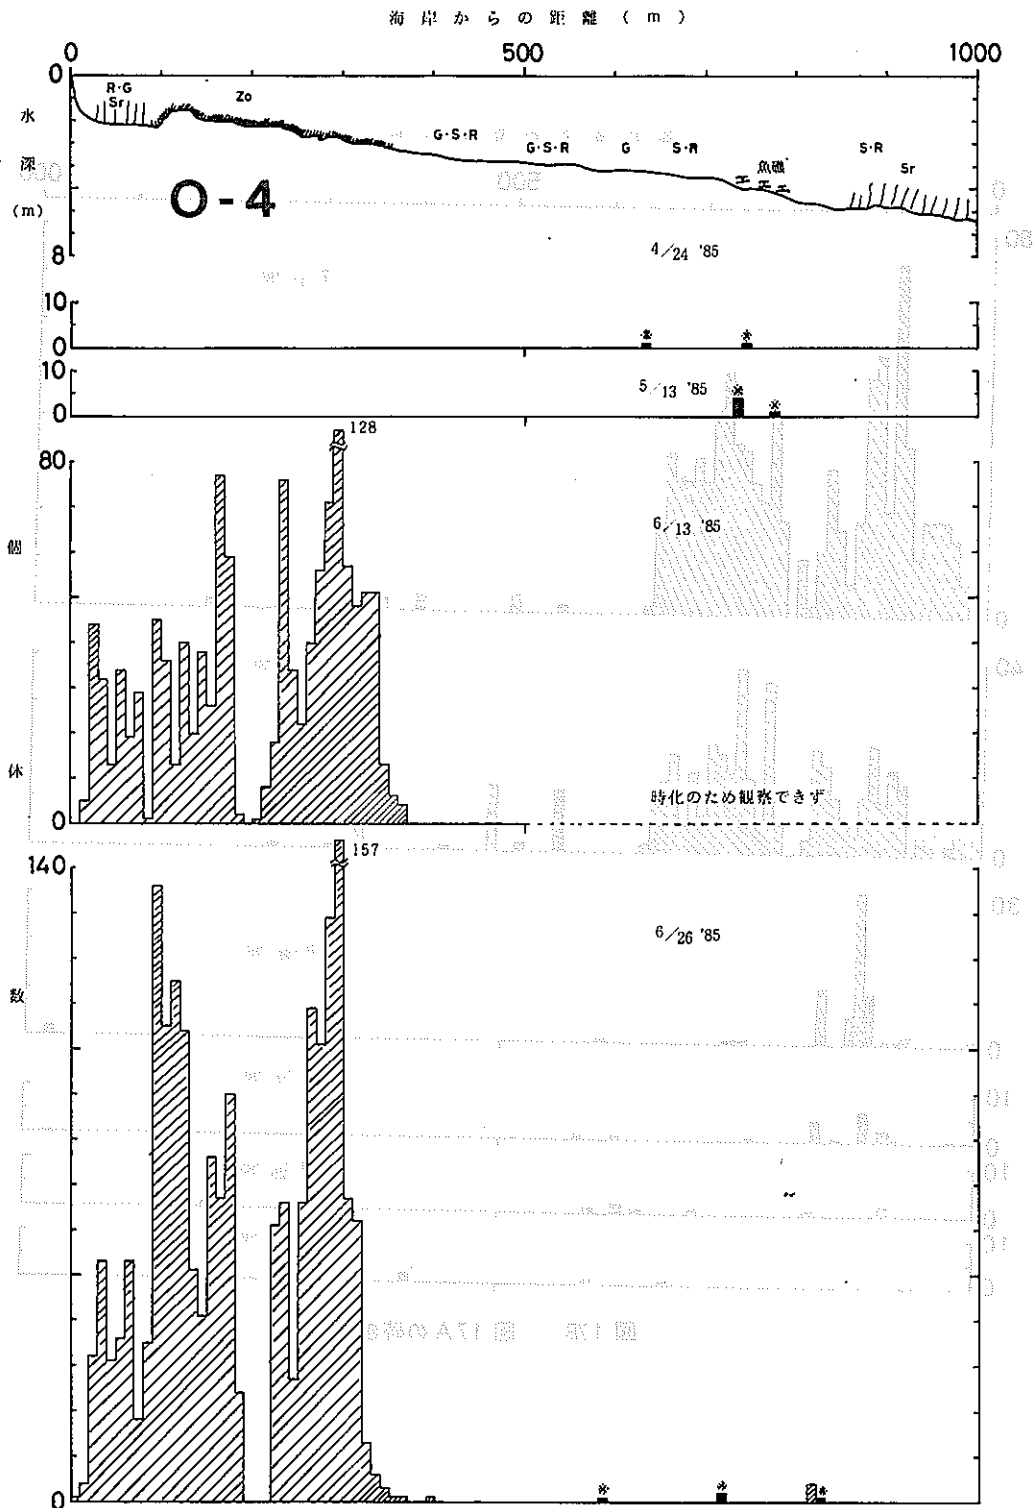 海岸からの距離 (m)
0 500 1000
0
R・G
Sr
Zo
G・S・R
G・S・R
G
S・R
魚礁
S・R
Sr
水深
(m)
O-4
8
4/24 '85
10
0
※ ※
10
0
5/13 '85
※ ※
128
80
6/13 '85
個体数
0
時化のため観察できず
157
140
6/26 '85
0
※ ※ ※